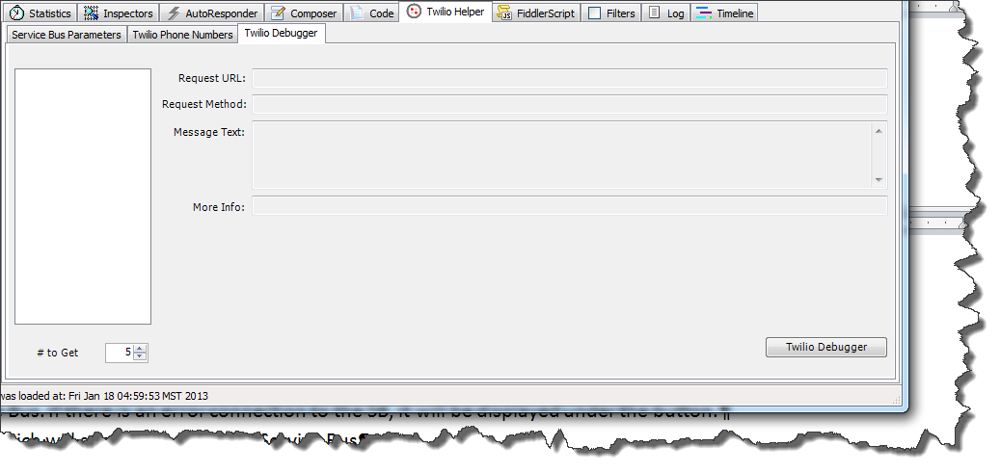 Statistics Inspectors AutoResponder Composer Code Twilio Helper FiddlerScript Filters Log Timeline
Service Bus Parameters Twilio Phone Numbers Twilio Debugger
Request URL:
Request Method:
Message Text:
More Info:
# to Get 5
Twilio Debugger
was loaded at: Fri Jan 18 04:59:53 MST 2013
Bus. If there is an error connection to the SB, it will be displayed under the button. ¶
Bus¶